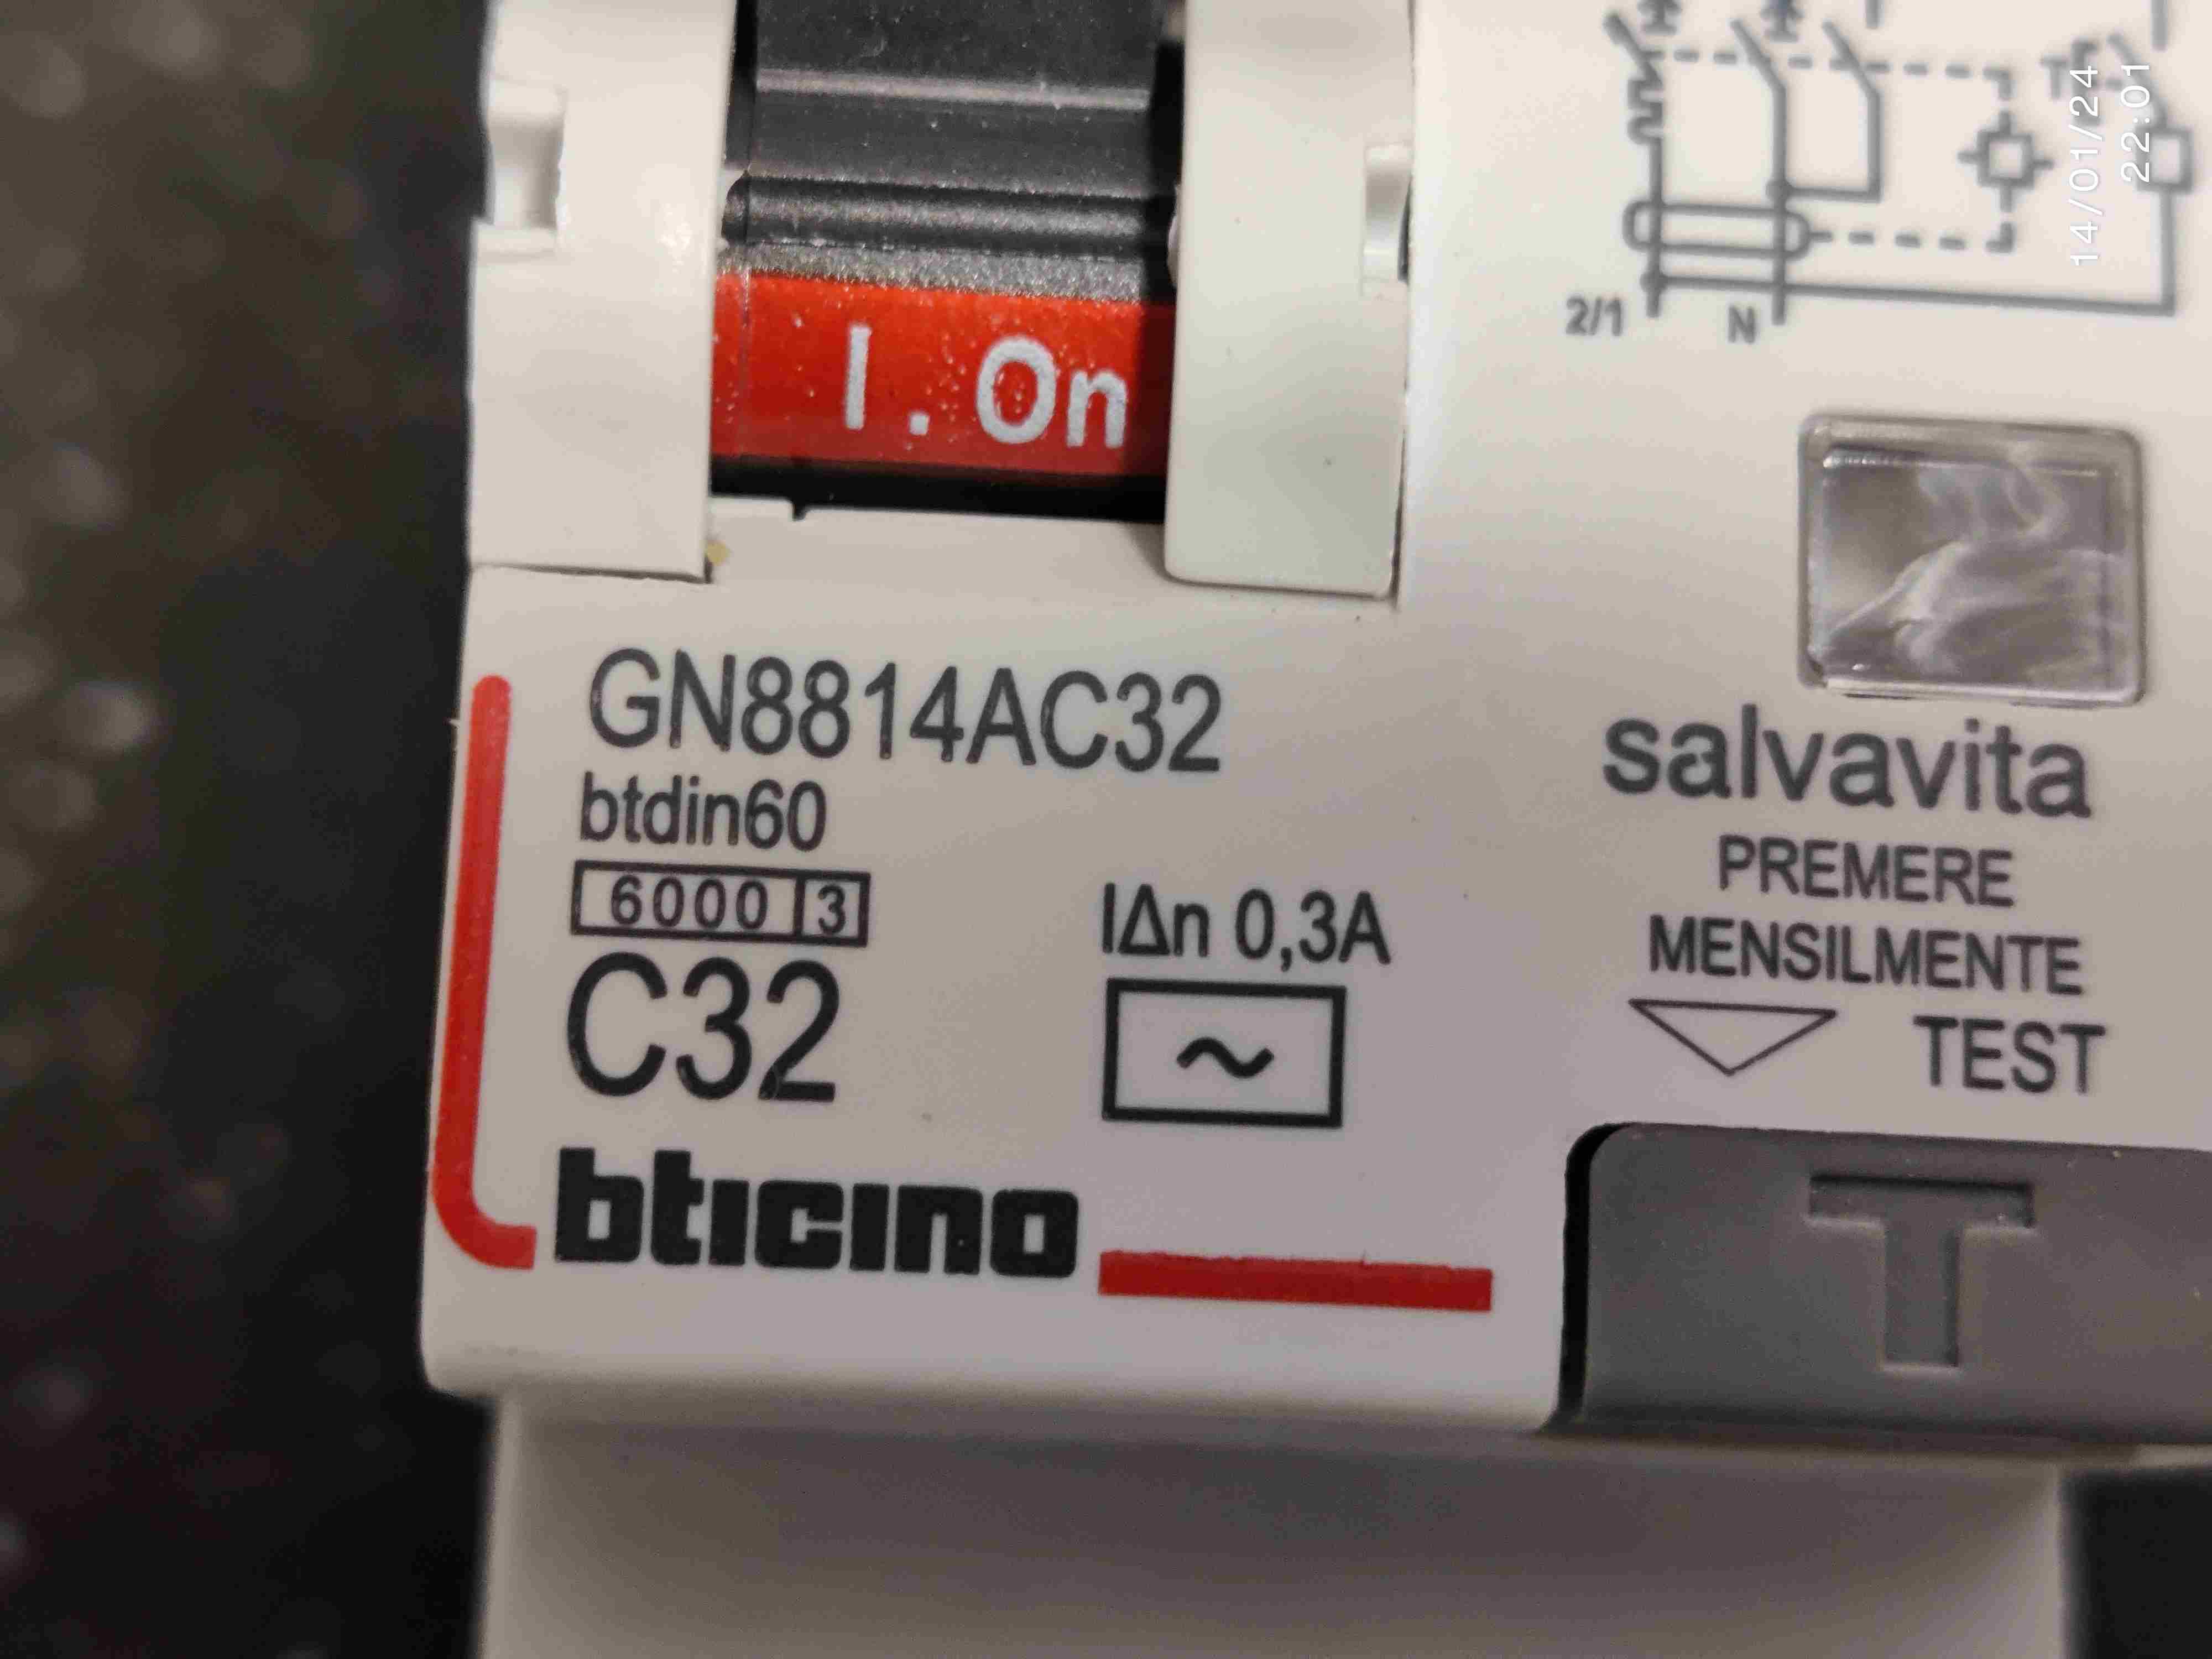 14/01/24
22:01
2/1 N
I . On
GN8814AC32
btdin60
6000 3
C32
IΔn 0,3A
~
bticino
salvavita
PREMERE
MENSILMENTE
TEST
T